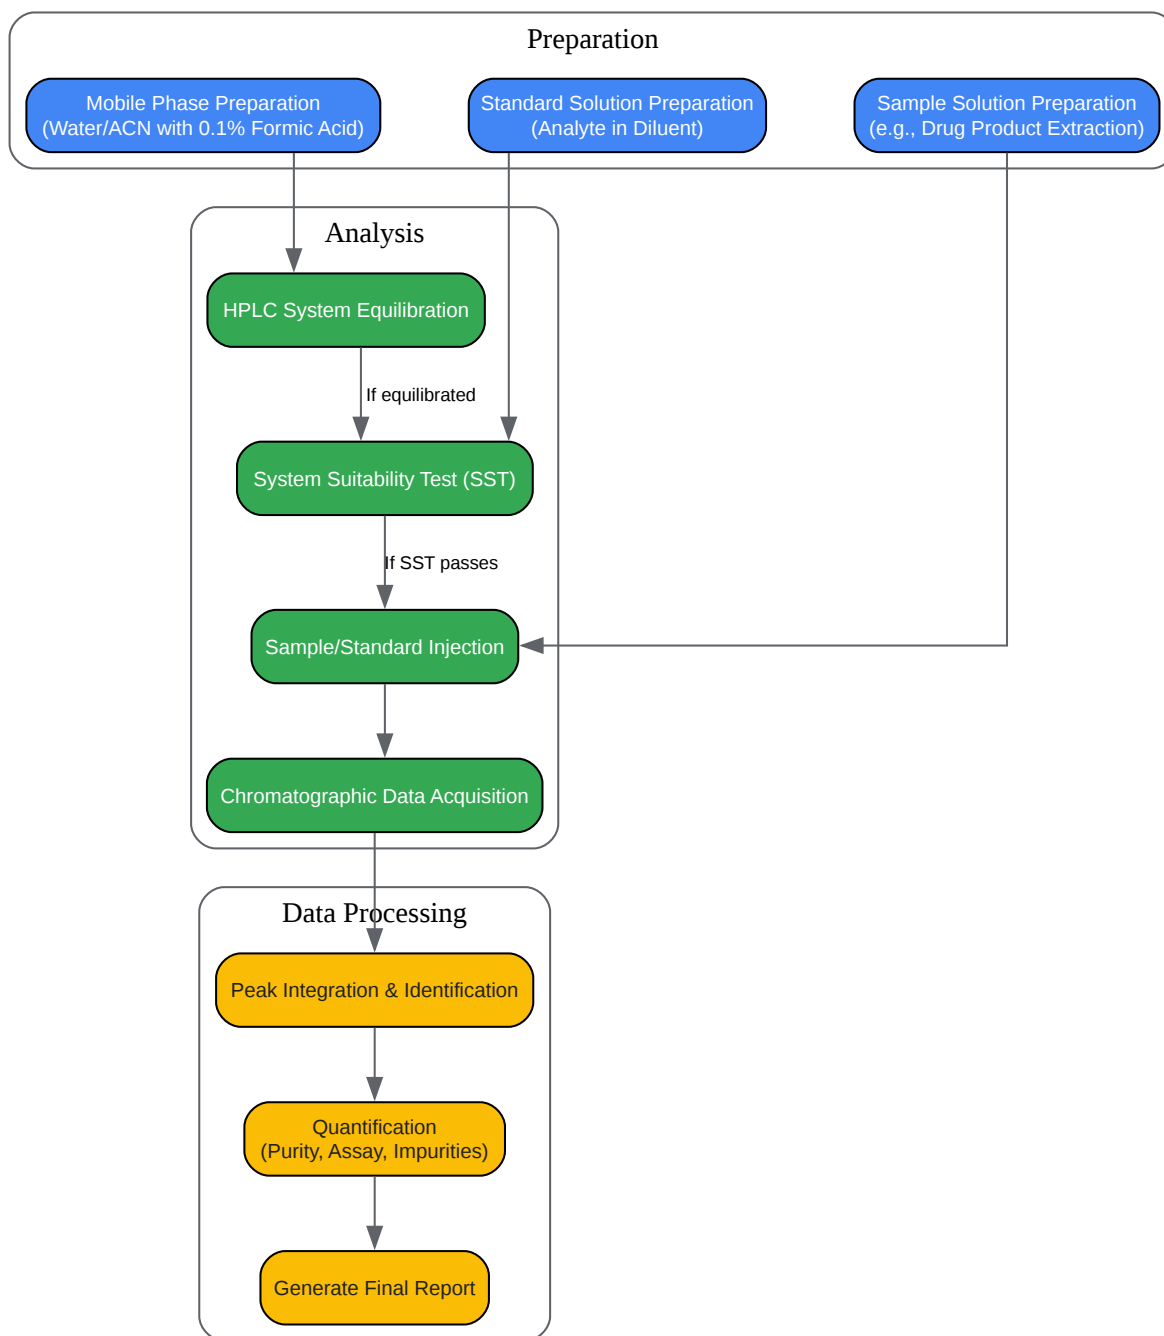 Preparation
Mobile Phase Preparation
(Water/ACN with 0.1% Formic Acid)
Standard Solution Preparation
(Analyte in Diluent)
Sample Solution Preparation
(e.g., Drug Product Extraction)
Analysis
HPLC System Equilibration
If equilibrated
System Suitability Test (SST)
If SST passes
Sample/Standard Injection
Chromatographic Data Acquisition
Data Processing
Peak Integration & Identification
Quantification
(Purity, Assay, Impurities)
Generate Final Report